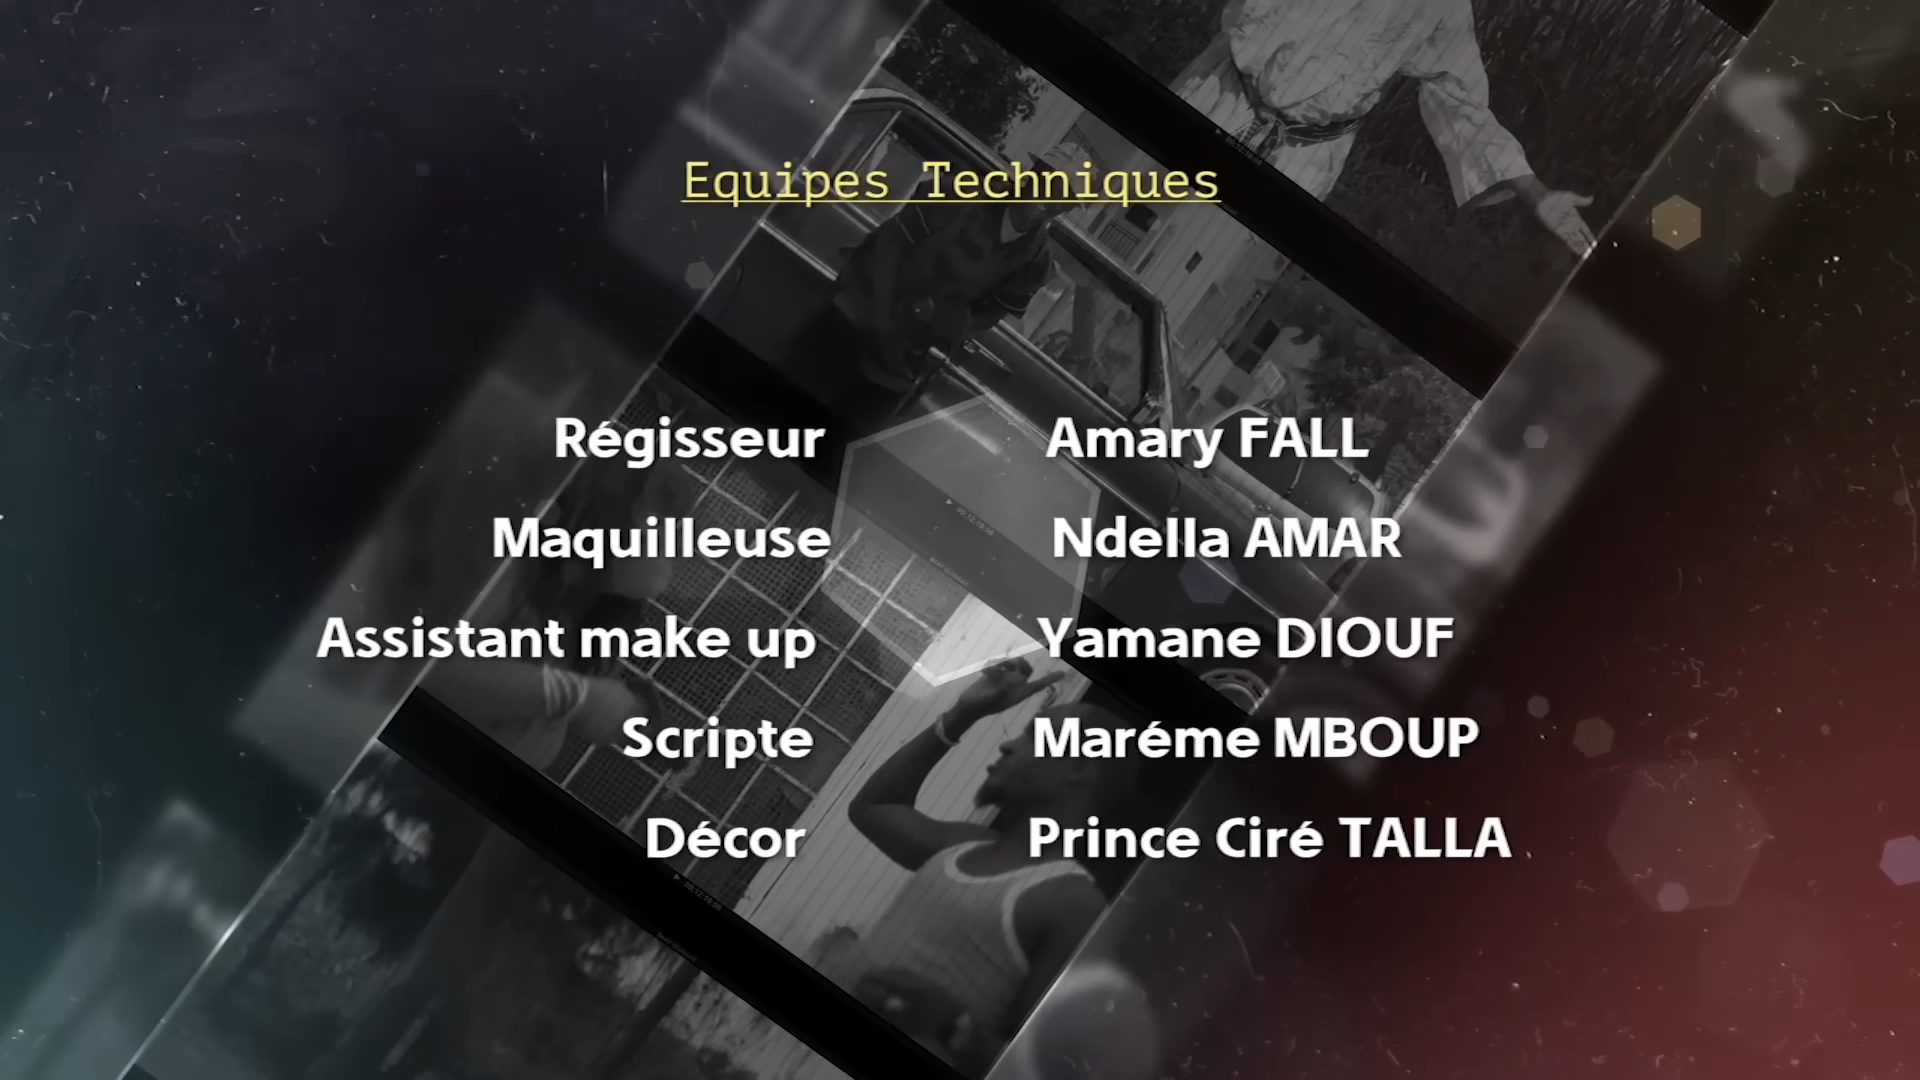 Equipes Techniques
Régisseur Amary FALL
Maquilleuse Ndella AMAR
Assistant make up Yamane DIOUF
Scripte Maréme MBOUP
Décor Prince Ciré TALLA